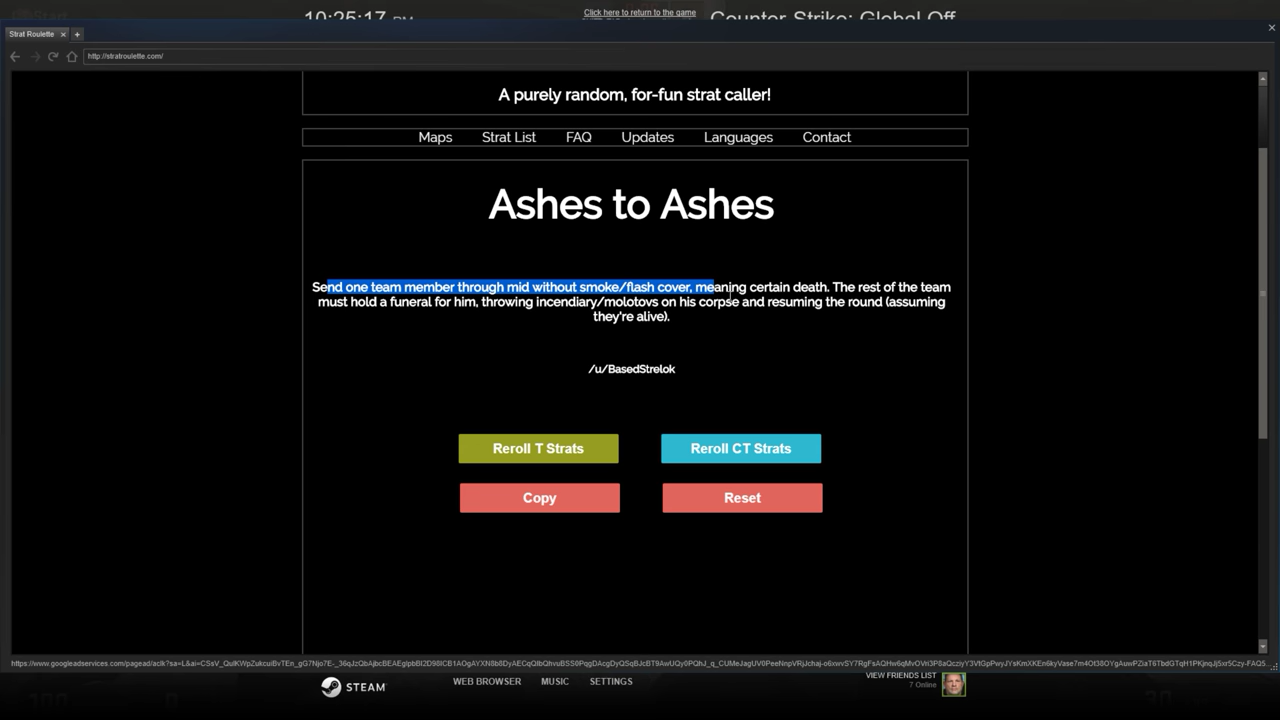 10:25:17 PM
Click here to return to the game
Counter Strike: Global Off
Strat Roulette
http://stratroulette.com/
A purely random, for-fun strat caller!
Maps Strat List FAQ Updates Languages Contact
Ashes to Ashes
Send one team member through mid without smoke/flash cover, meaning certain death. The rest of the team
must hold a funeral for him, throwing incendiary/molotovs on his corpse and resuming the round (assuming
they're alive).
/u/BasedStrelok
Reroll T Strats Reroll CT Strats
Copy Reset
STEAM WEB BROWSER MUSIC SETTINGS
VIEW FRIENDS LIST
7 Online